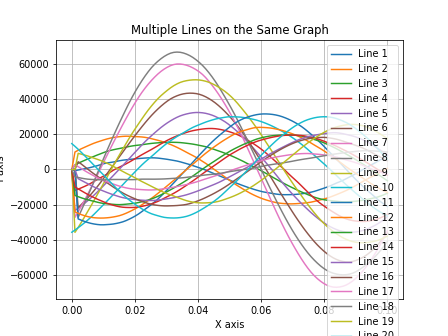 Multiple Lines on the Same Graph
60000
40000
20000
0
−20000
−40000
−60000
0.00
0.02
0.04
0.06
X axis
Line 1
Line 2
Line 3
Line 4
Line 5
Line 6
Line 7
Line 8
Line 9
Line 10
Line 11
Line 12
Line 13
Line 14
Line 15
Line 16
Line 17
Line 18
Line 19
Line 20